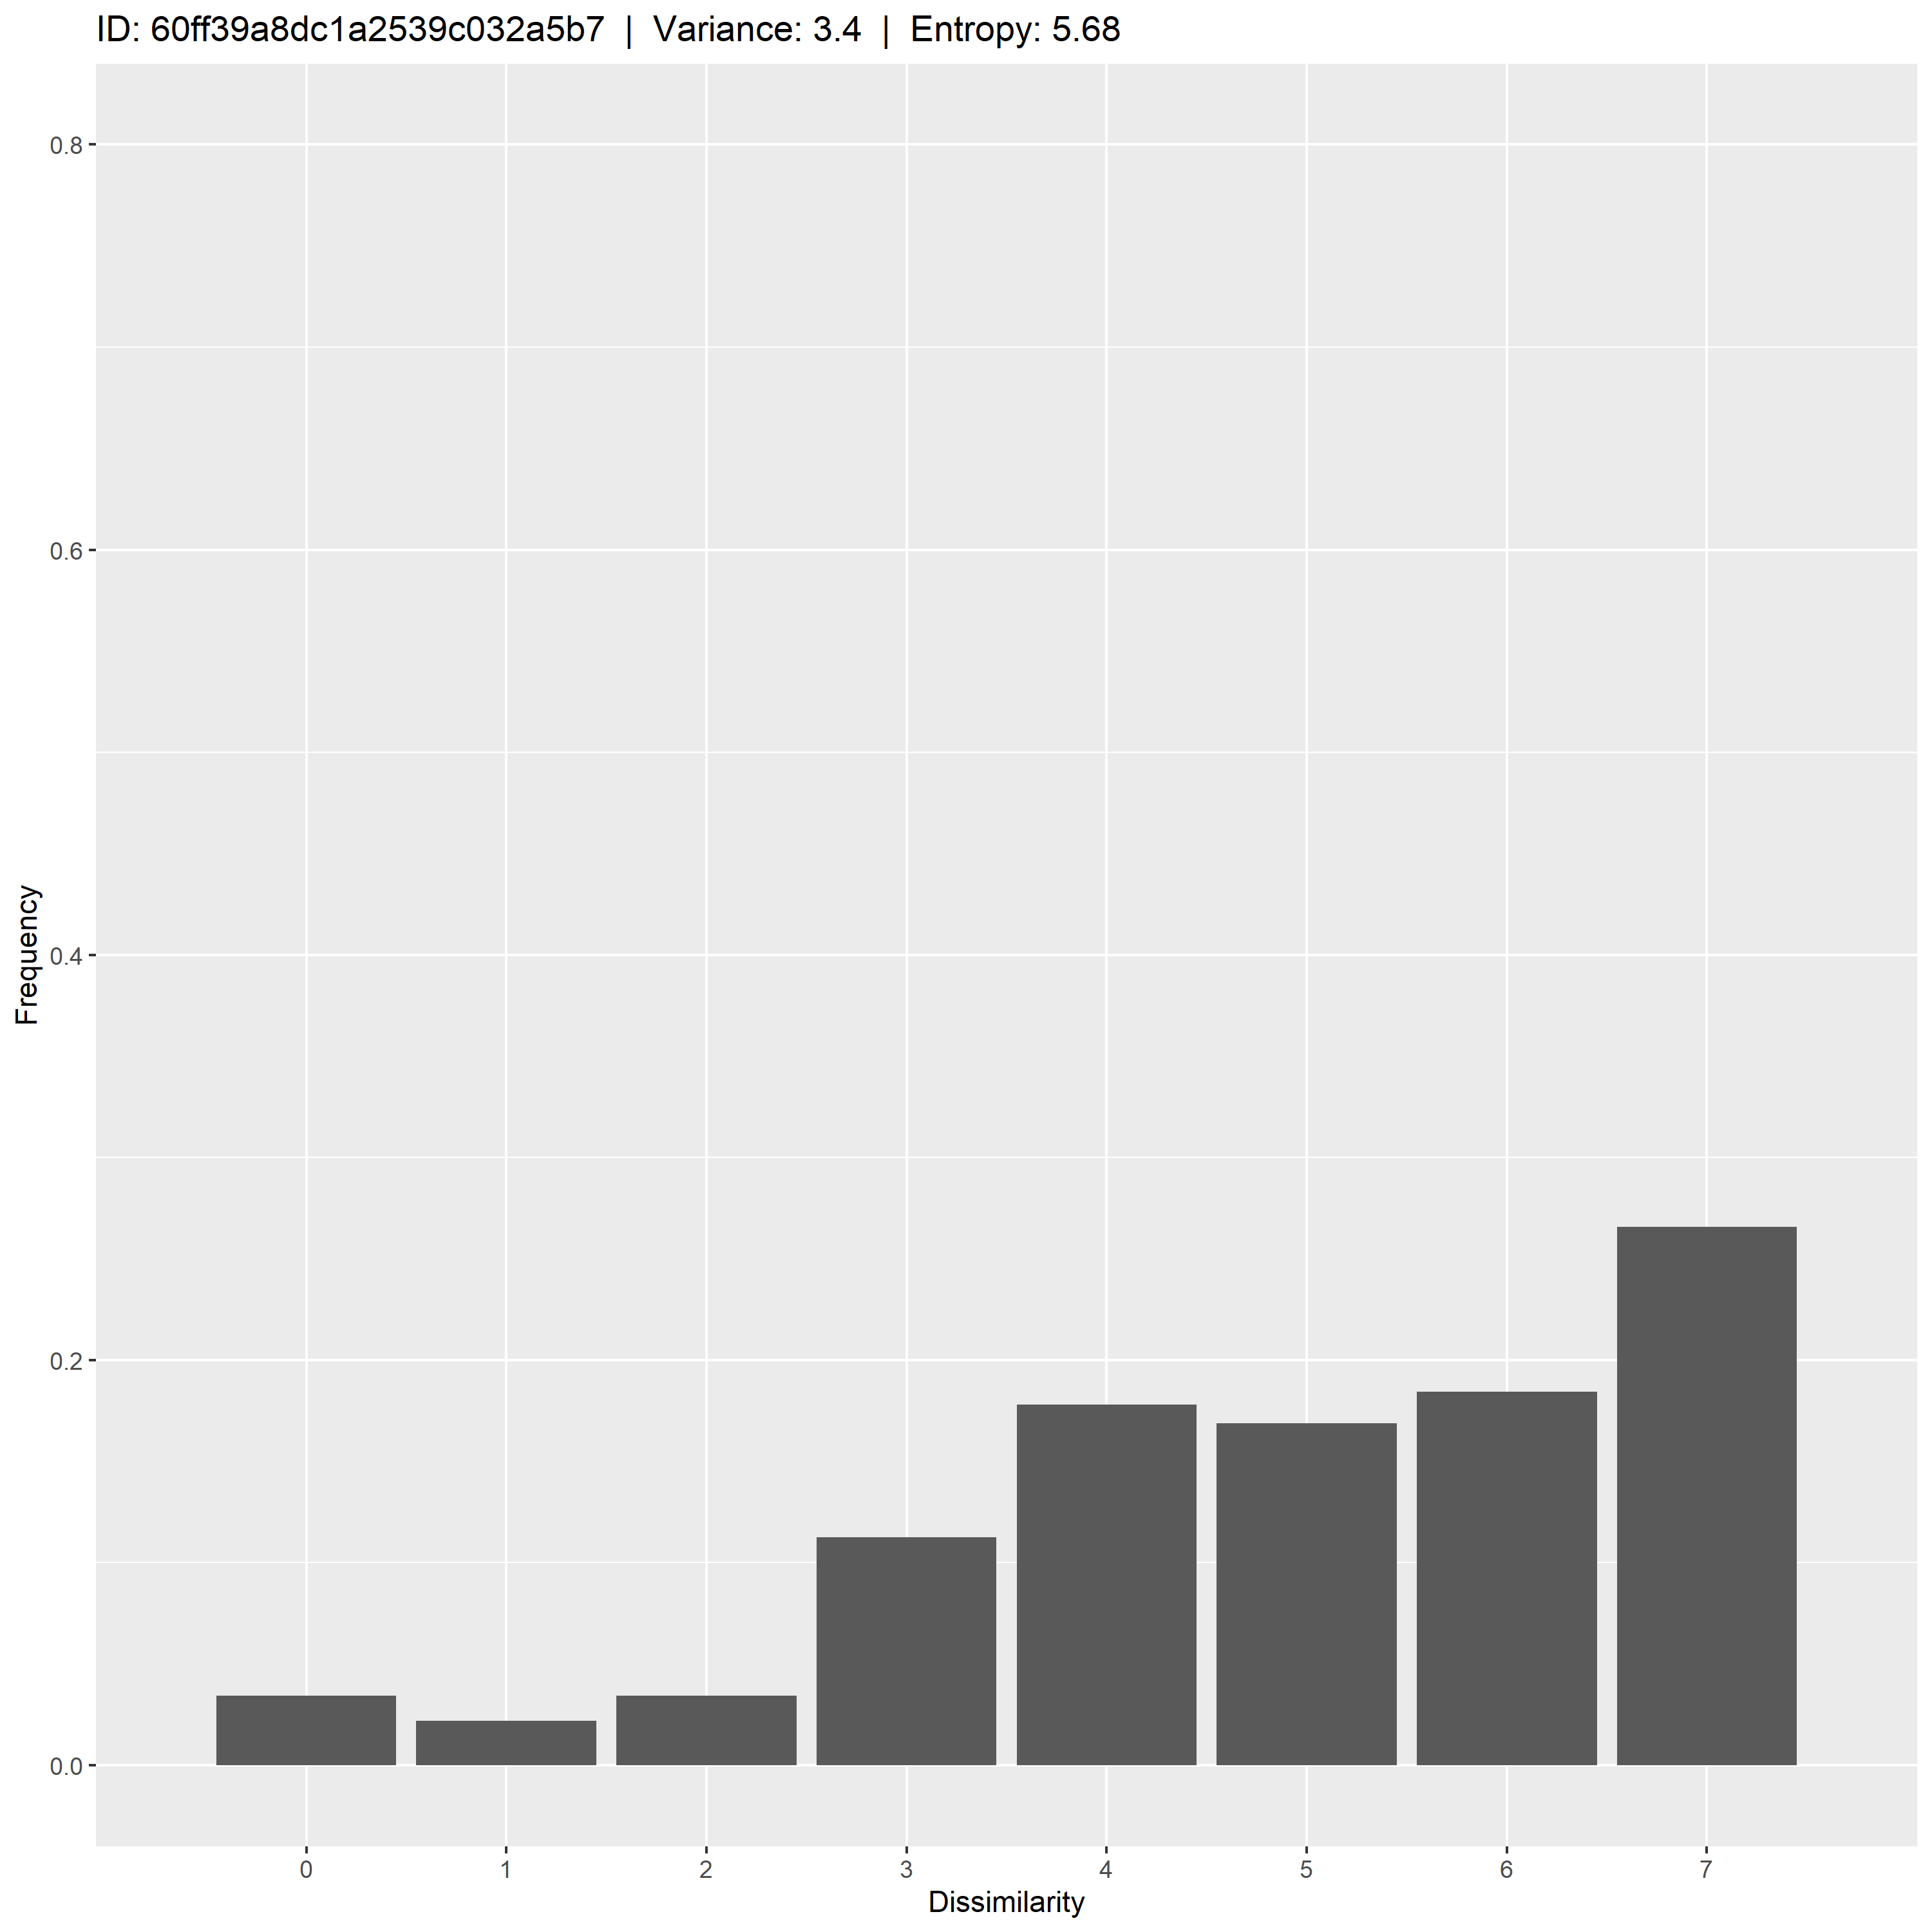 ID: 60ff39a8dc1a2539c032a5b7 | Variance: 3.4 | Entropy: 5.68
0.8
0.6
0.4
0.2
0.0
Frequency
0 1 2 3 4 5 6 7
Dissimilarity